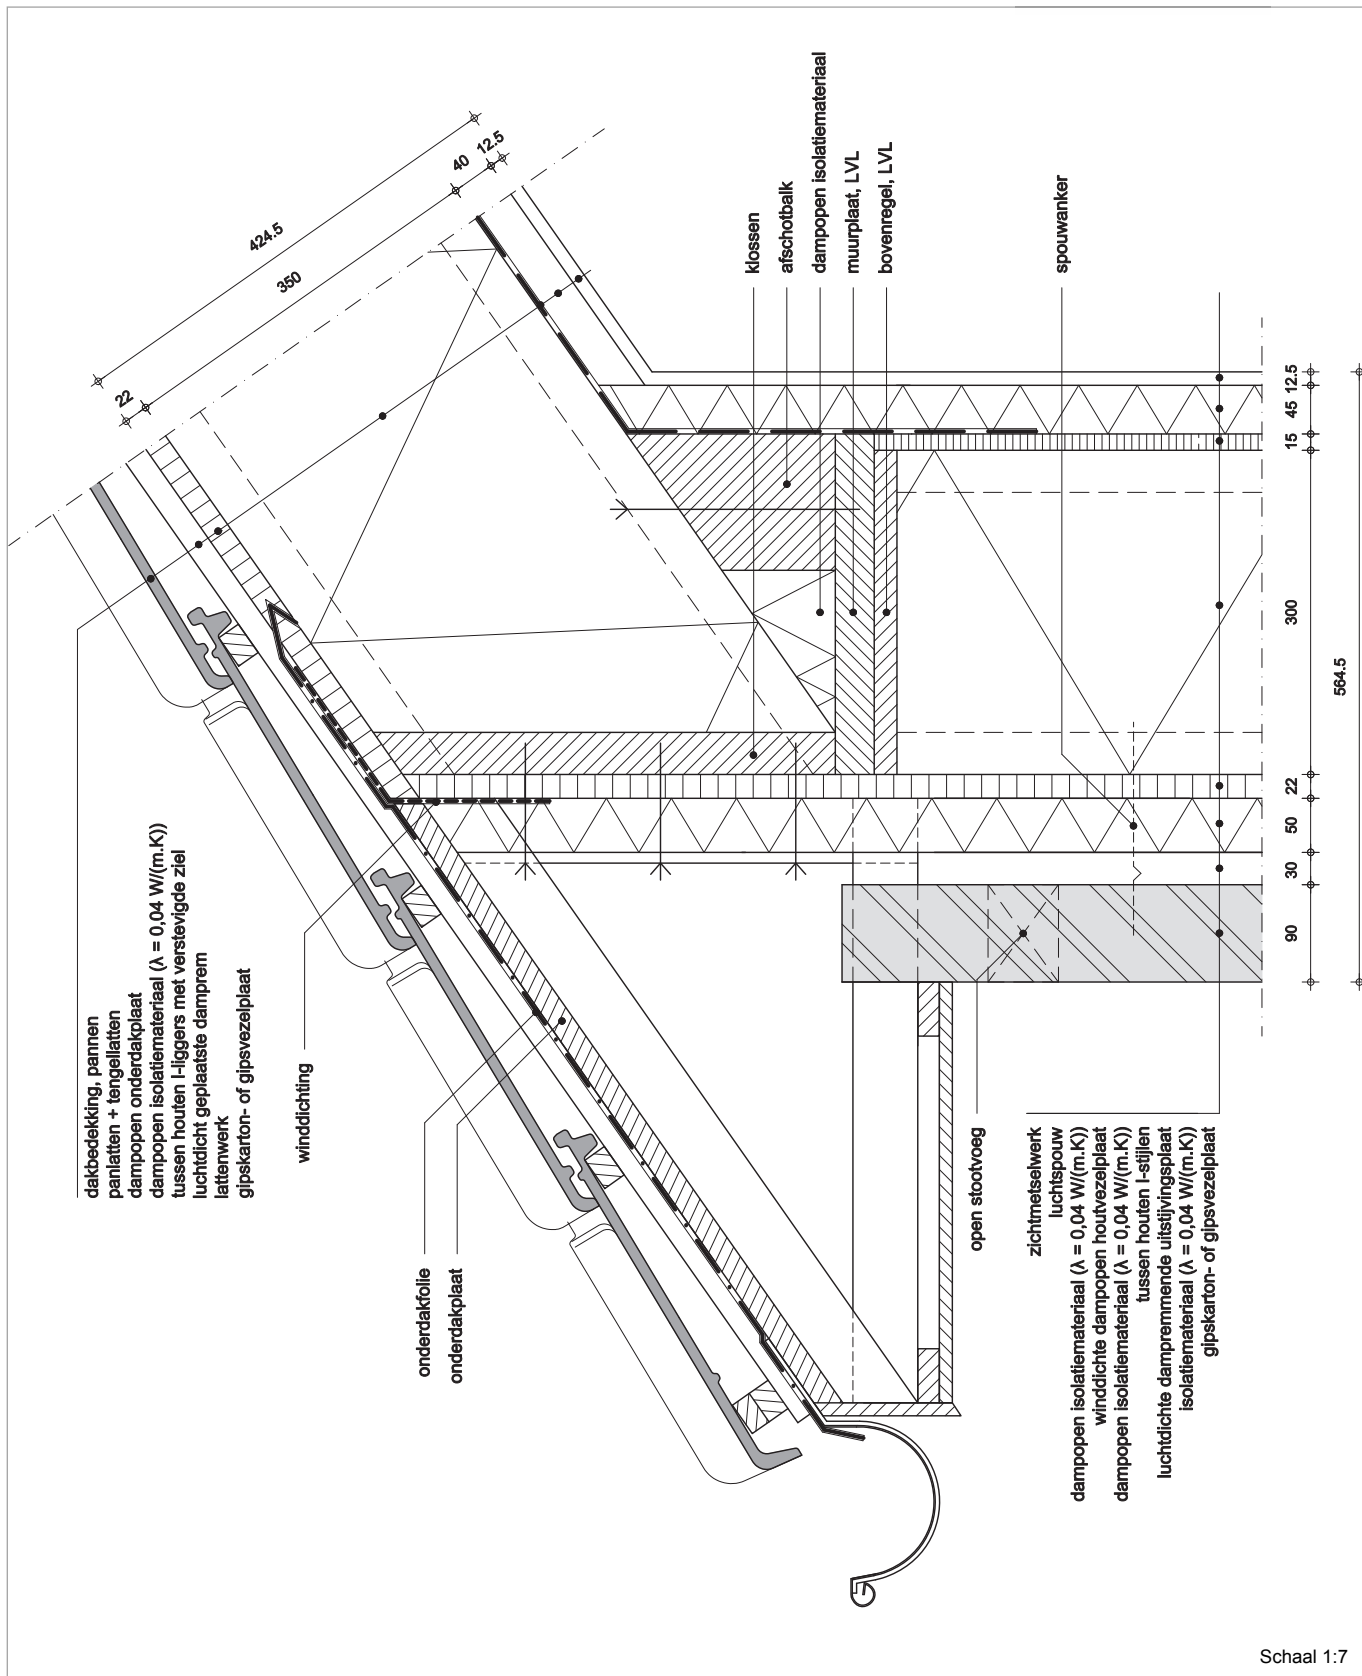 424.5
22
350
40
12.5
klossen
afschotbalk
dampopen isolatiemateriaal
muurplaat, LVL
bovenregel, LVL
spouwanker
dakbedekking, pannen
panlatten + tengellatten
dampopen onderdakplaat
dampopen isolatiemateriaal (λ = 0,04 W/(m.K))
tussen houten I-liggers met verstevigde ziel
luchtdicht geplaatste damprem
lattenwerk
gipskarton- of gipsvezelplaat
winddichting
onderdakfolie
onderdakplaat
open stootvoeg
zichtmetselwerk
luchtspouw
dampopen isolatiemateriaal (λ = 0,04 W/(m.K))
winddichte dampopen houtvezelplaat
dampopen isolatiemateriaal (λ = 0,04 W/(m.K))
tussen houten I-stijlen
luchtdichte dampremmende uitstijvingsplaat
isolatiemateriaal (λ = 0,04 W/(m.K))
gipskarton- of gipsvezelplaat
90
30
50
22
300
15
45
12.5
564.5
Schaal 1:7